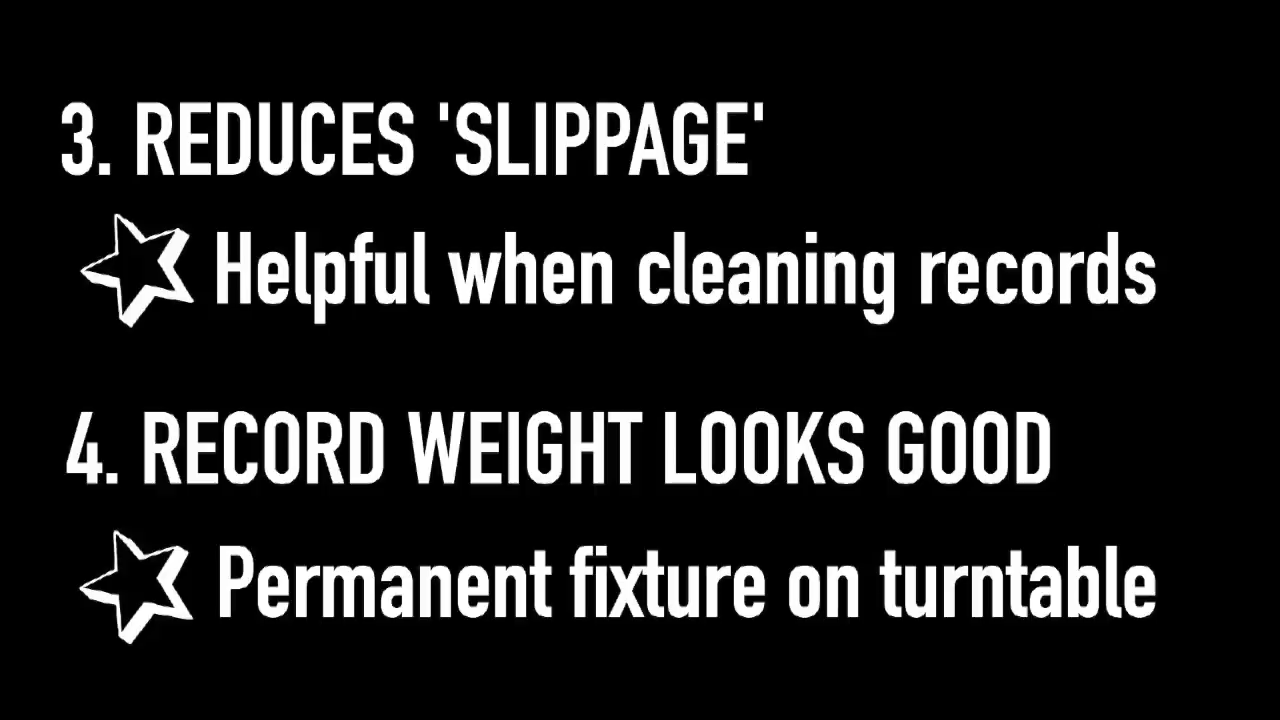 3. REDUCES 'SLIPPAGE'
Helpful when cleaning records
4. RECORD WEIGHT LOOKS GOOD
Permanent fixture on turntable